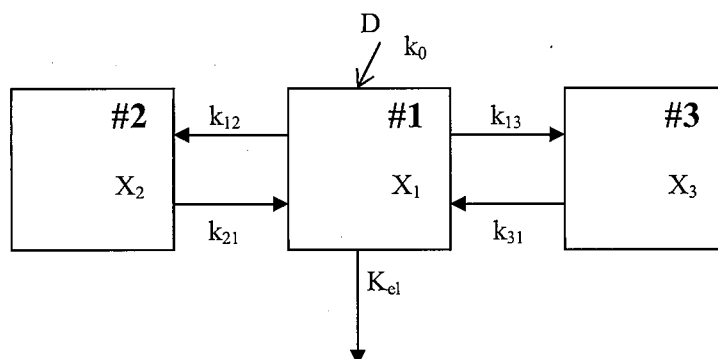 D
k₀
#2
k₁₂
#1
k₁₃
#3
X₂
X₁
X₃
k₂₁
k₃₁
Kₑₗ